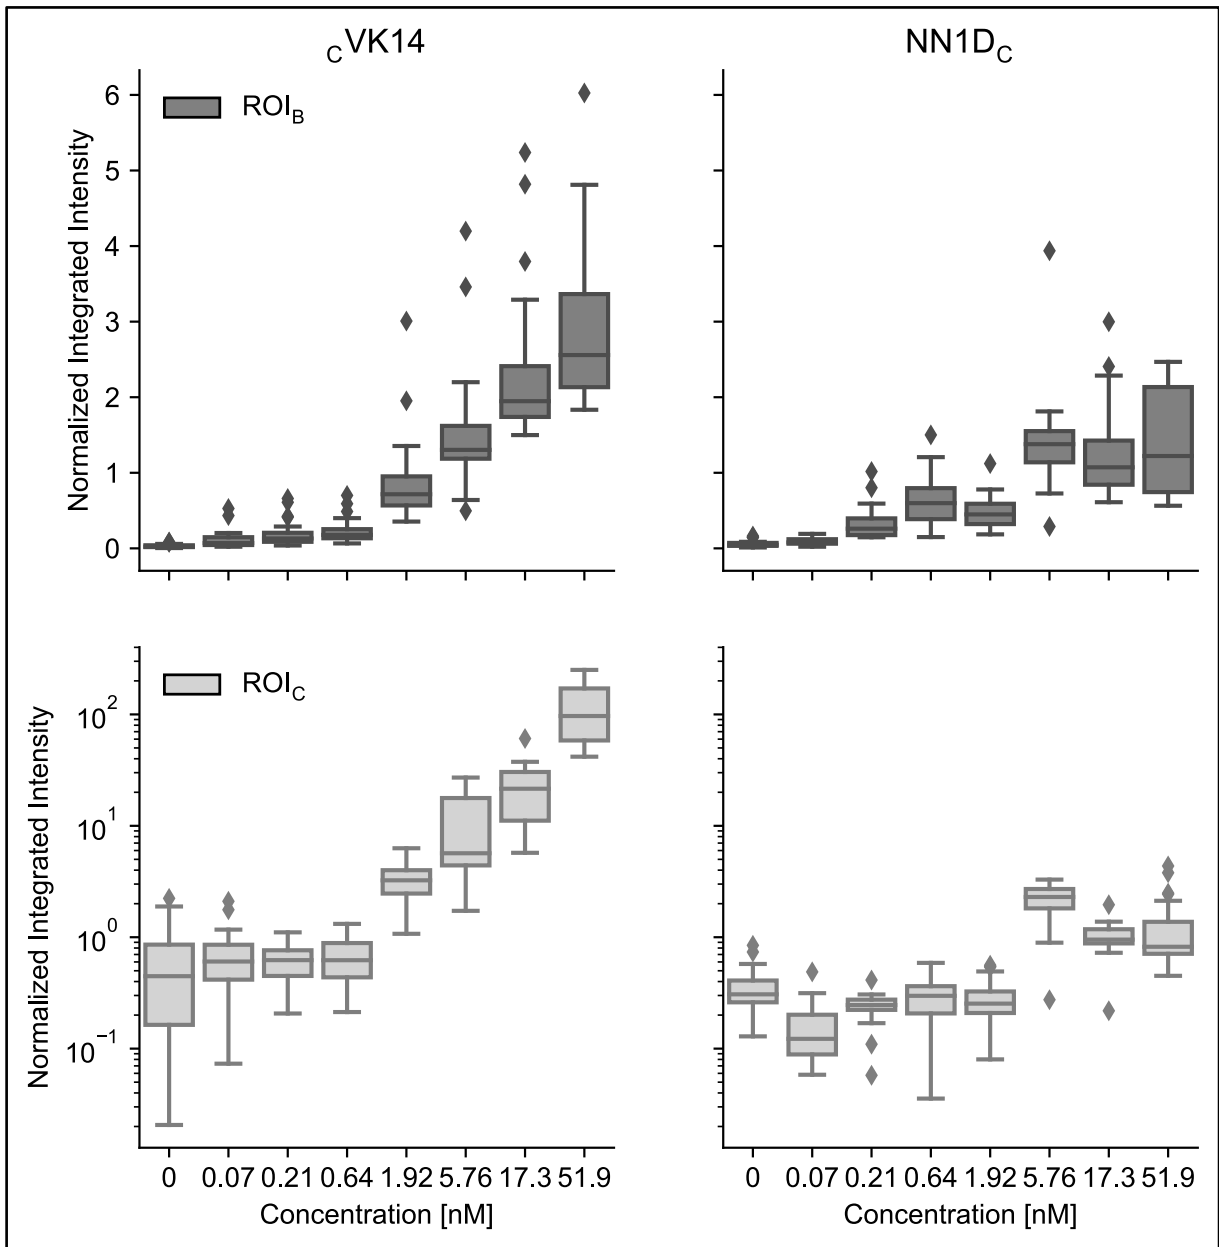 CVK14
NN1DC
ROIB
Normalized Integrated Intensity
6
5
4
3
2
1
0
ROIC
Normalized Integrated Intensity
10²
10¹
10⁰
10⁻¹
0 0.07 0.21 0.64 1.92 5.76 17.3 51.9
Concentration [nM]
0 0.07 0.21 0.64 1.92 5.76 17.3 51.9
Concentration [nM]